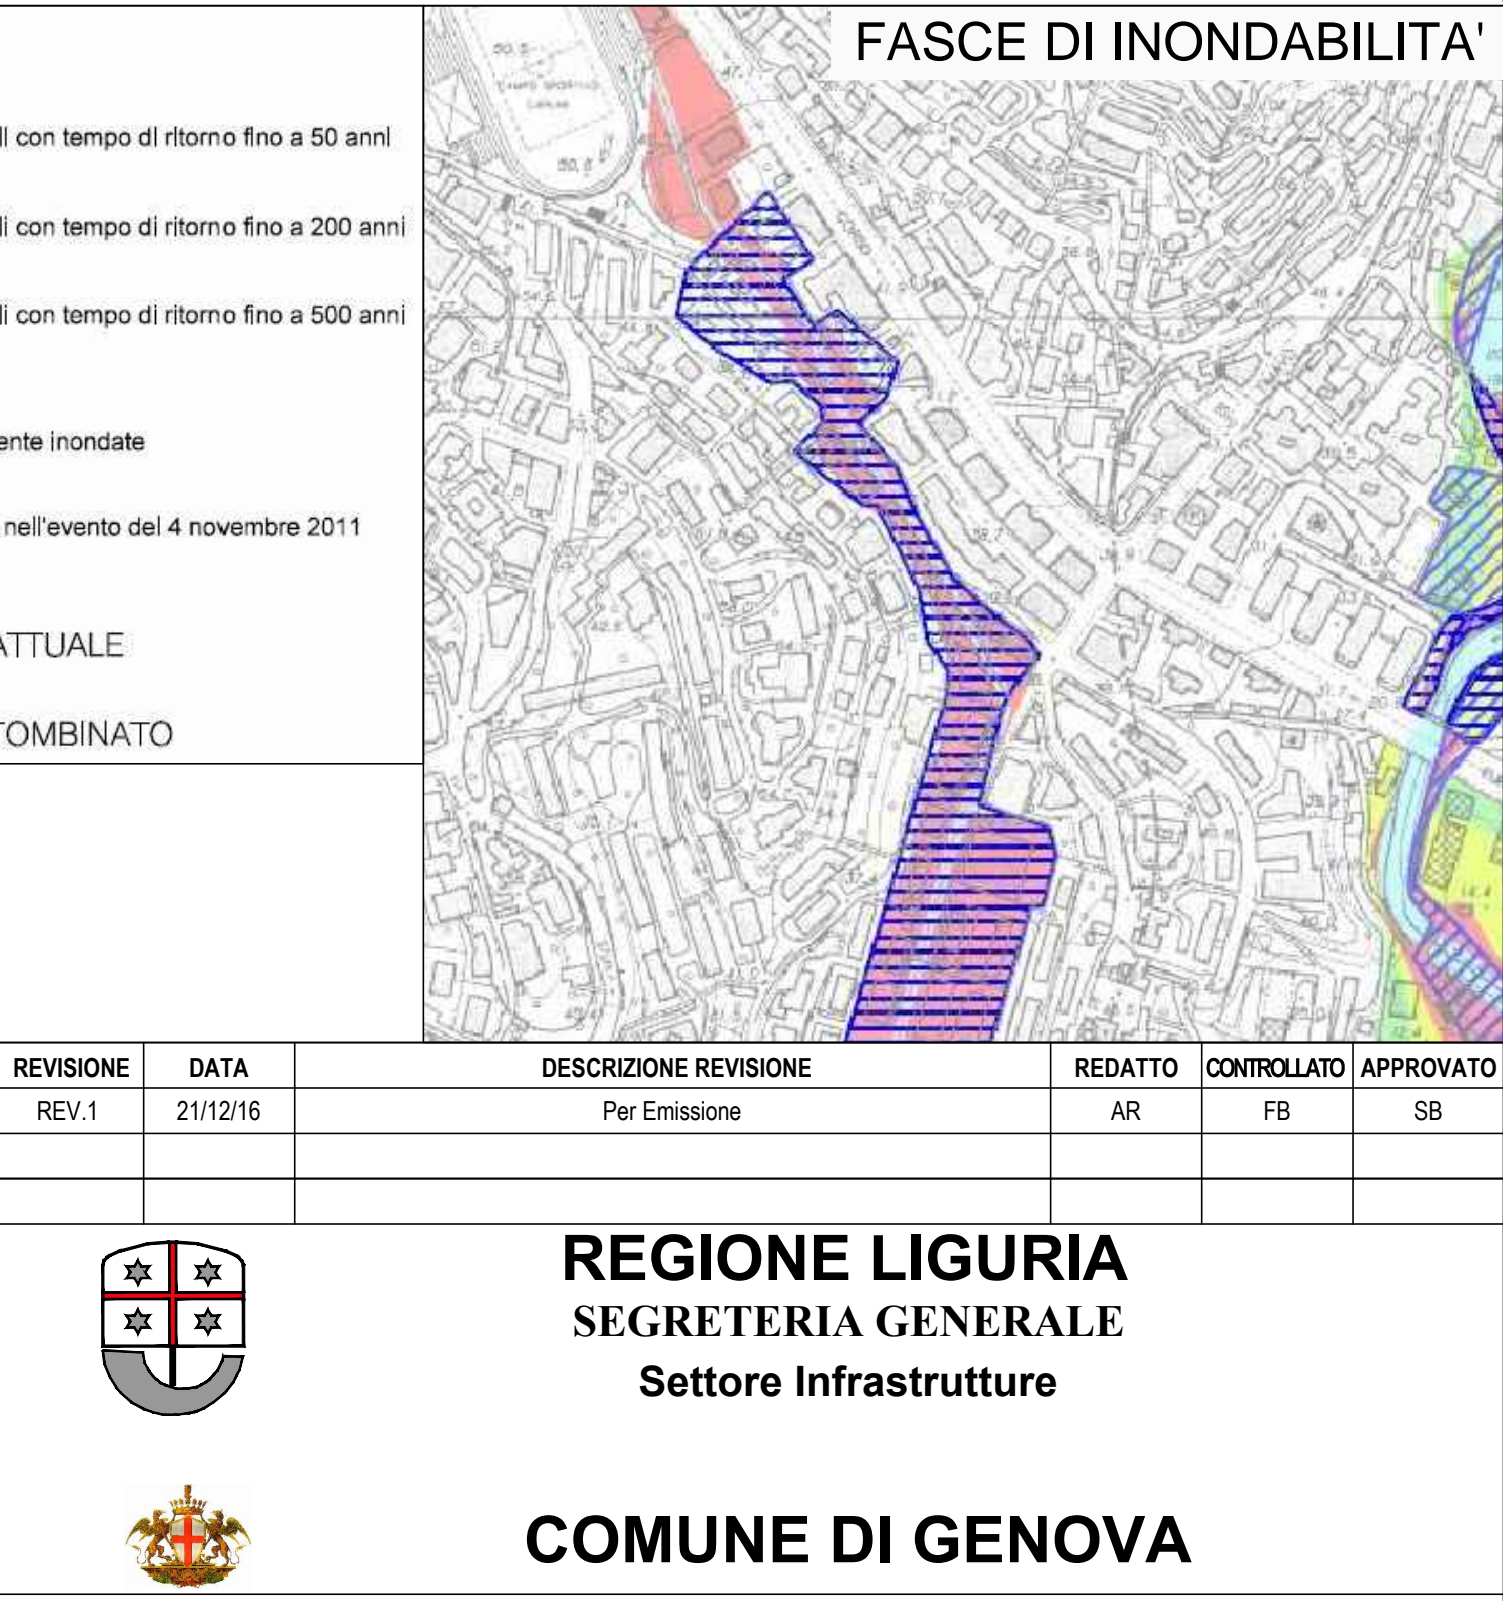 FASCE DI INONDABILITA'
li con tempo di ritorno fino a 50 anni
li con tempo di ritorno fino a 200 anni
li con tempo di ritorno fino a 500 anni
ente inondate
nell'evento del 4 novembre 2011
ATTUALE
TOMBINATO
CAMPO SPORTIVO
CORSO
REVISIONE DATA DESCRIZIONE REVISIONE REDATTO CONTROLLATO APPROVATO
REV.1 21/12/16 Per Emissione AR FB SB
REGIONE LIGURIA
SEGRETERIA GENERALE
Settore Infrastrutture
COMUNE DI GENOVA